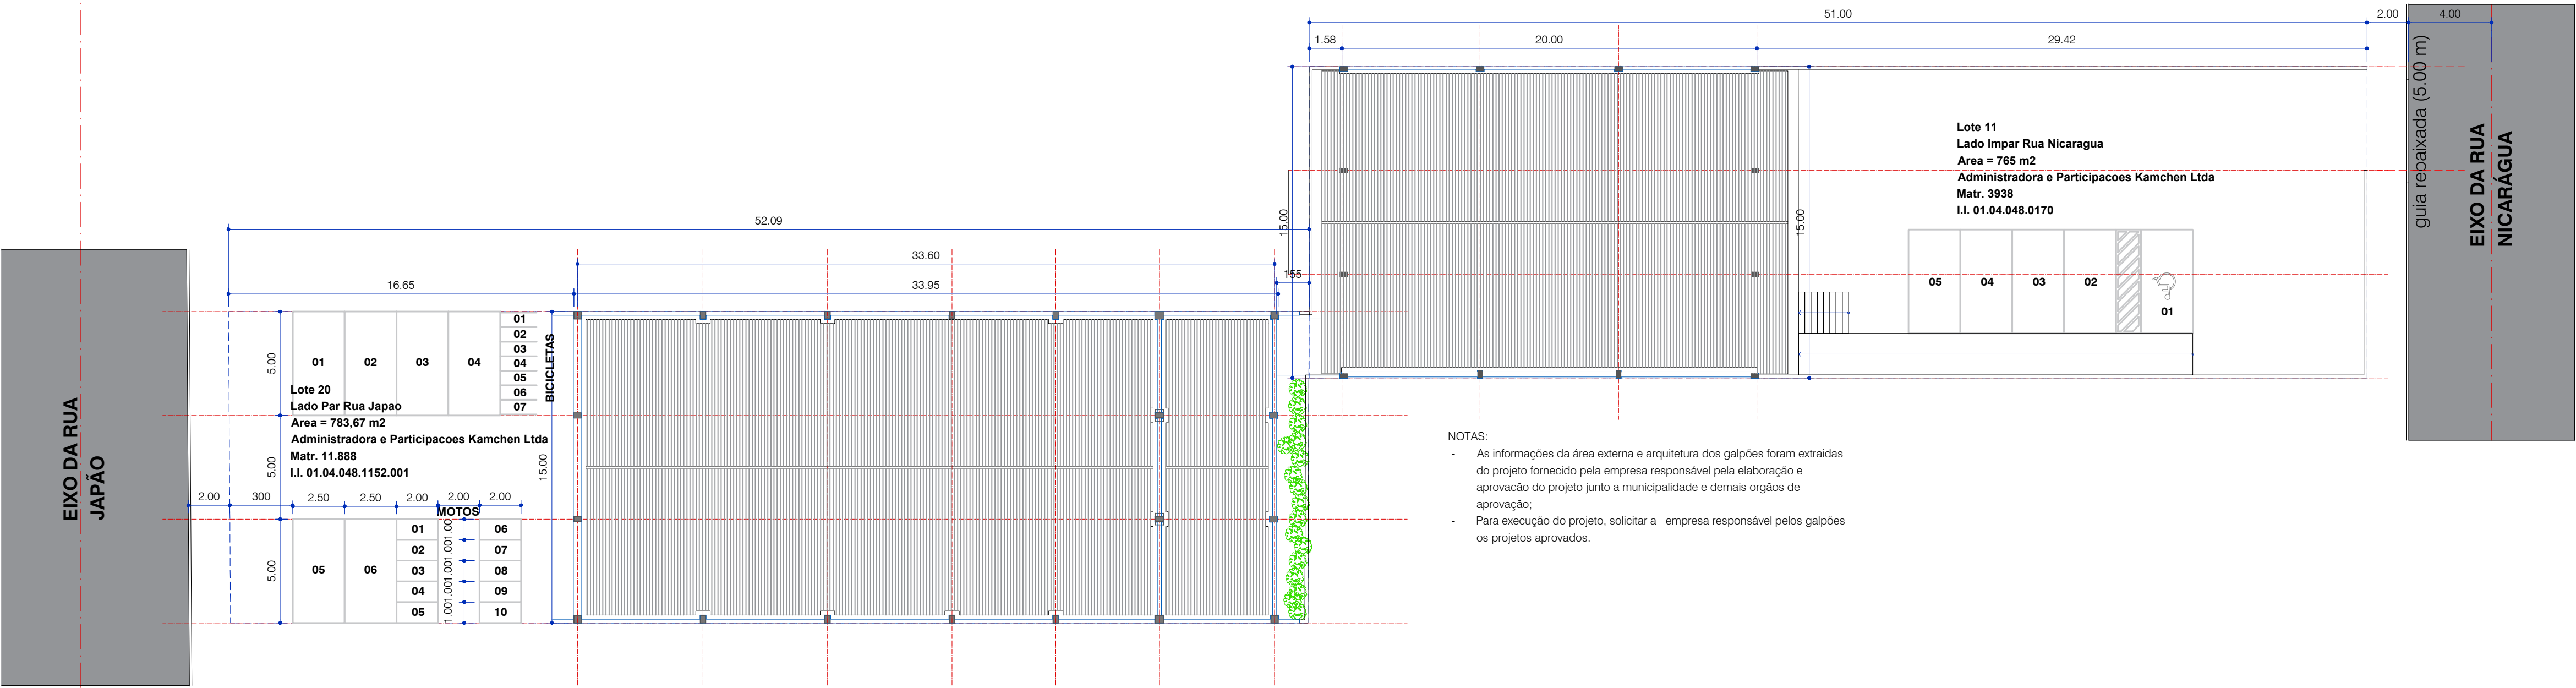 51.00
2.00
4.00
1.58
20.00
29.42
guia rebaixada (5.00 m)
EIXO DA RUA
NICARÁGUA
Lote 11
Lado Impar Rua Nicaragua
Area = 765 m2
Administradora e Participacoes Kamchen Ltda
Matr. 3938
I.I. 01.04.048.0170
15.00
15.00
05
04
03
02
01
52.09
33.60
155
16.65
33.95
EIXO DA RUA
JAPÃO
5.00
5.00
5.00
01
02
03
04
01
02
03
04
05
06
07
BICICLETAS
Lote 20
Lado Par Rua Japao
Area = 783,67 m2
Administradora e Participacoes Kamchen Ltda
Matr. 11.888
I.I. 01.04.048.1152.001
15.00
2.00
300
2.50
2.50
2.00
2.00
2.00
MOTOS
05
06
01
02
03
04
05
1.001.001.001.001.00
06
07
08
09
10
NOTAS:
- As informações da área externa e arquitetura dos galpões foram extraidas
do projeto fornecido pela empresa responsável pela elaboração e
aprovacão do projeto junto a municipalidade e demais orgãos de
aprovação;
- Para execução do projeto, solicitar a empresa responsável pelos galpões
os projetos aprovados.